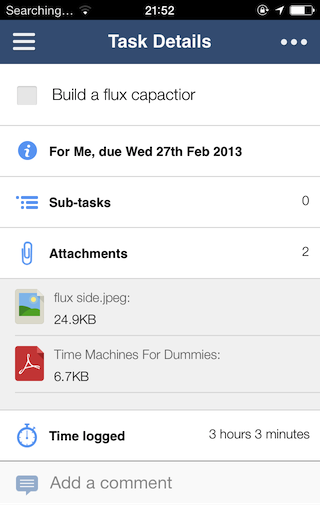 Searching... 21:52
Task Details
Build a flux capactior
For Me, due Wed 27th Feb 2013
Sub-tasks 0
Attachments 2
flux side.jpeg:
24.9KB
Time Machines For Dummies:
6.7KB
Time logged 3 hours 3 minutes
Add a comment